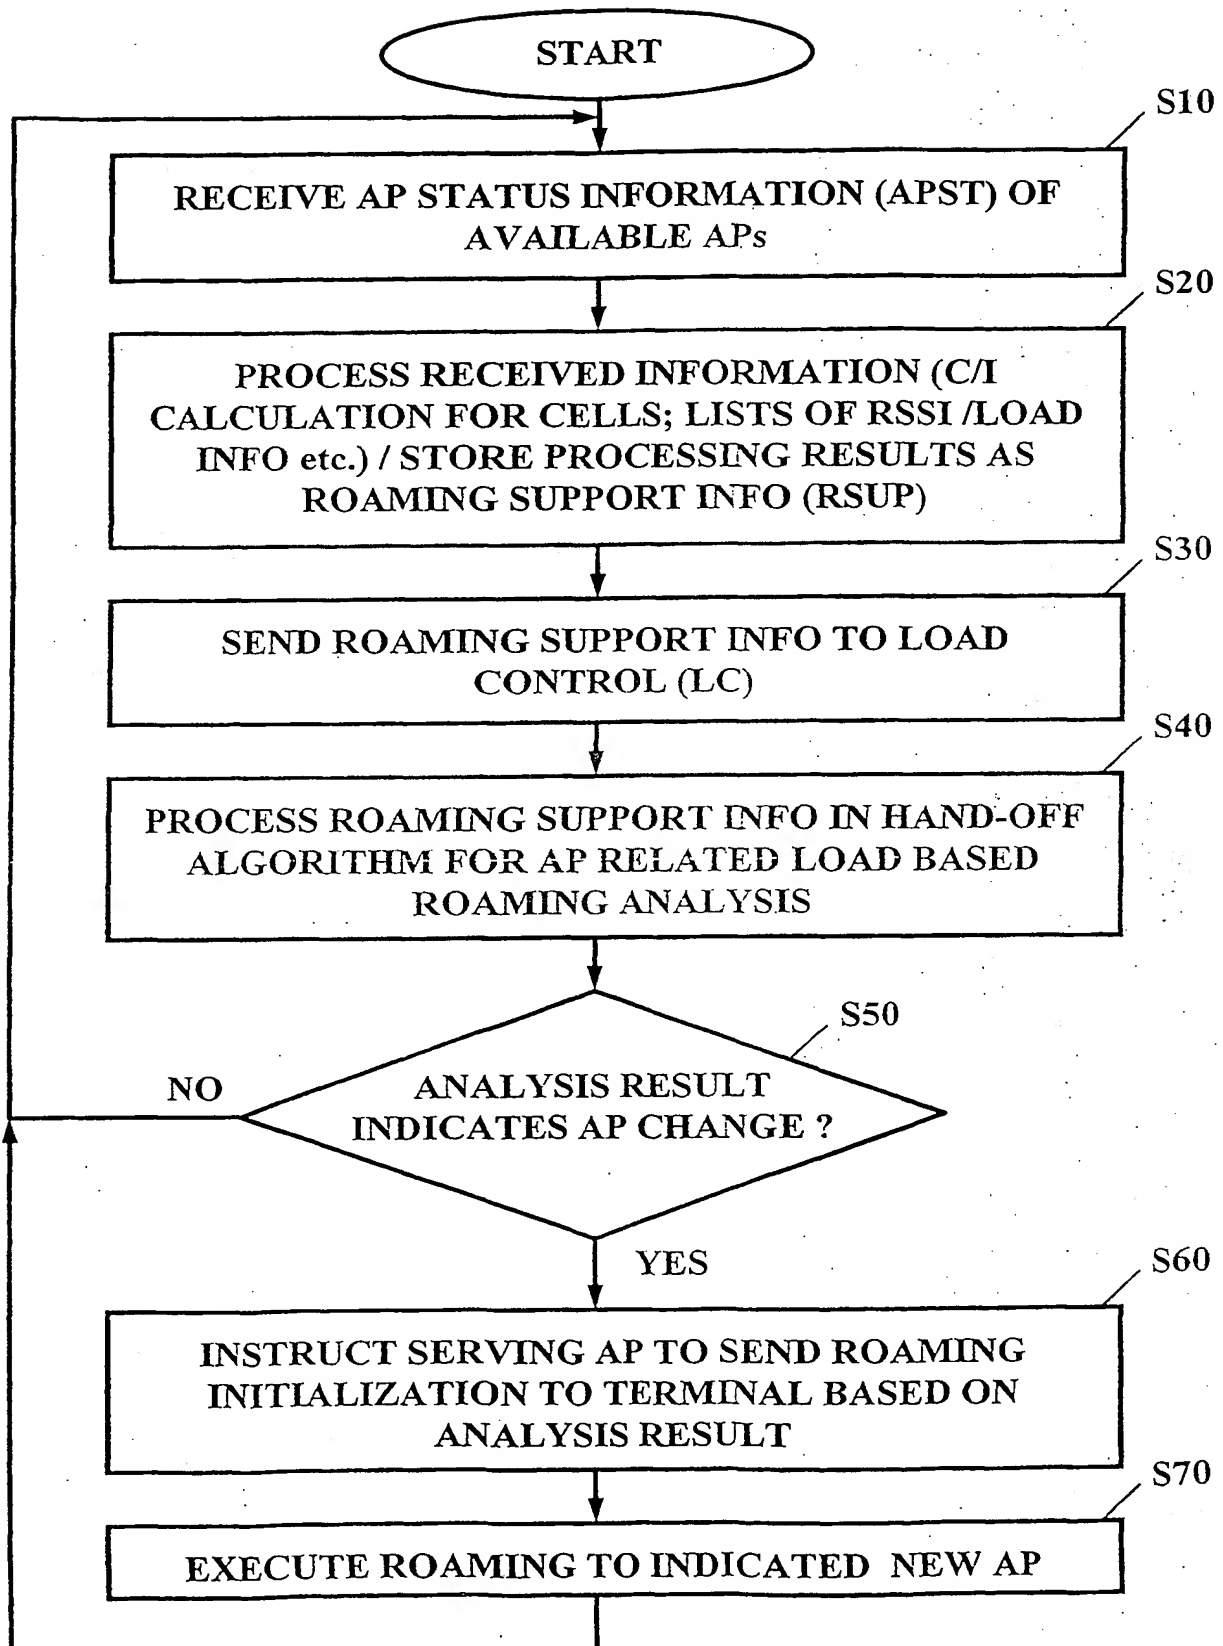 START
S10
RECEIVE AP STATUS INFORMATION (APST) OF
AVAILABLE APs
S20
PROCESS RECEIVED INFORMATION (C/I
CALCULATION FOR CELLS; LISTS OF RSSI /LOAD
INFO etc.) / STORE PROCESSING RESULTS AS
ROAMING SUPPORT INFO (RSUP)
S30
SEND ROAMING SUPPORT INFO TO LOAD
CONTROL (LC)
S40
PROCESS ROAMING SUPPORT INFO IN HAND-OFF
ALGORITHM FOR AP RELATED LOAD BASED
ROAMING ANALYSIS
S50
NO
ANALYSIS RESULT
INDICATES AP CHANGE ?
YES
S60
INSTRUCT SERVING AP TO SEND ROAMING
INITIALIZATION TO TERMINAL BASED ON
ANALYSIS RESULT
S70
EXECUTE ROAMING TO INDICATED NEW AP